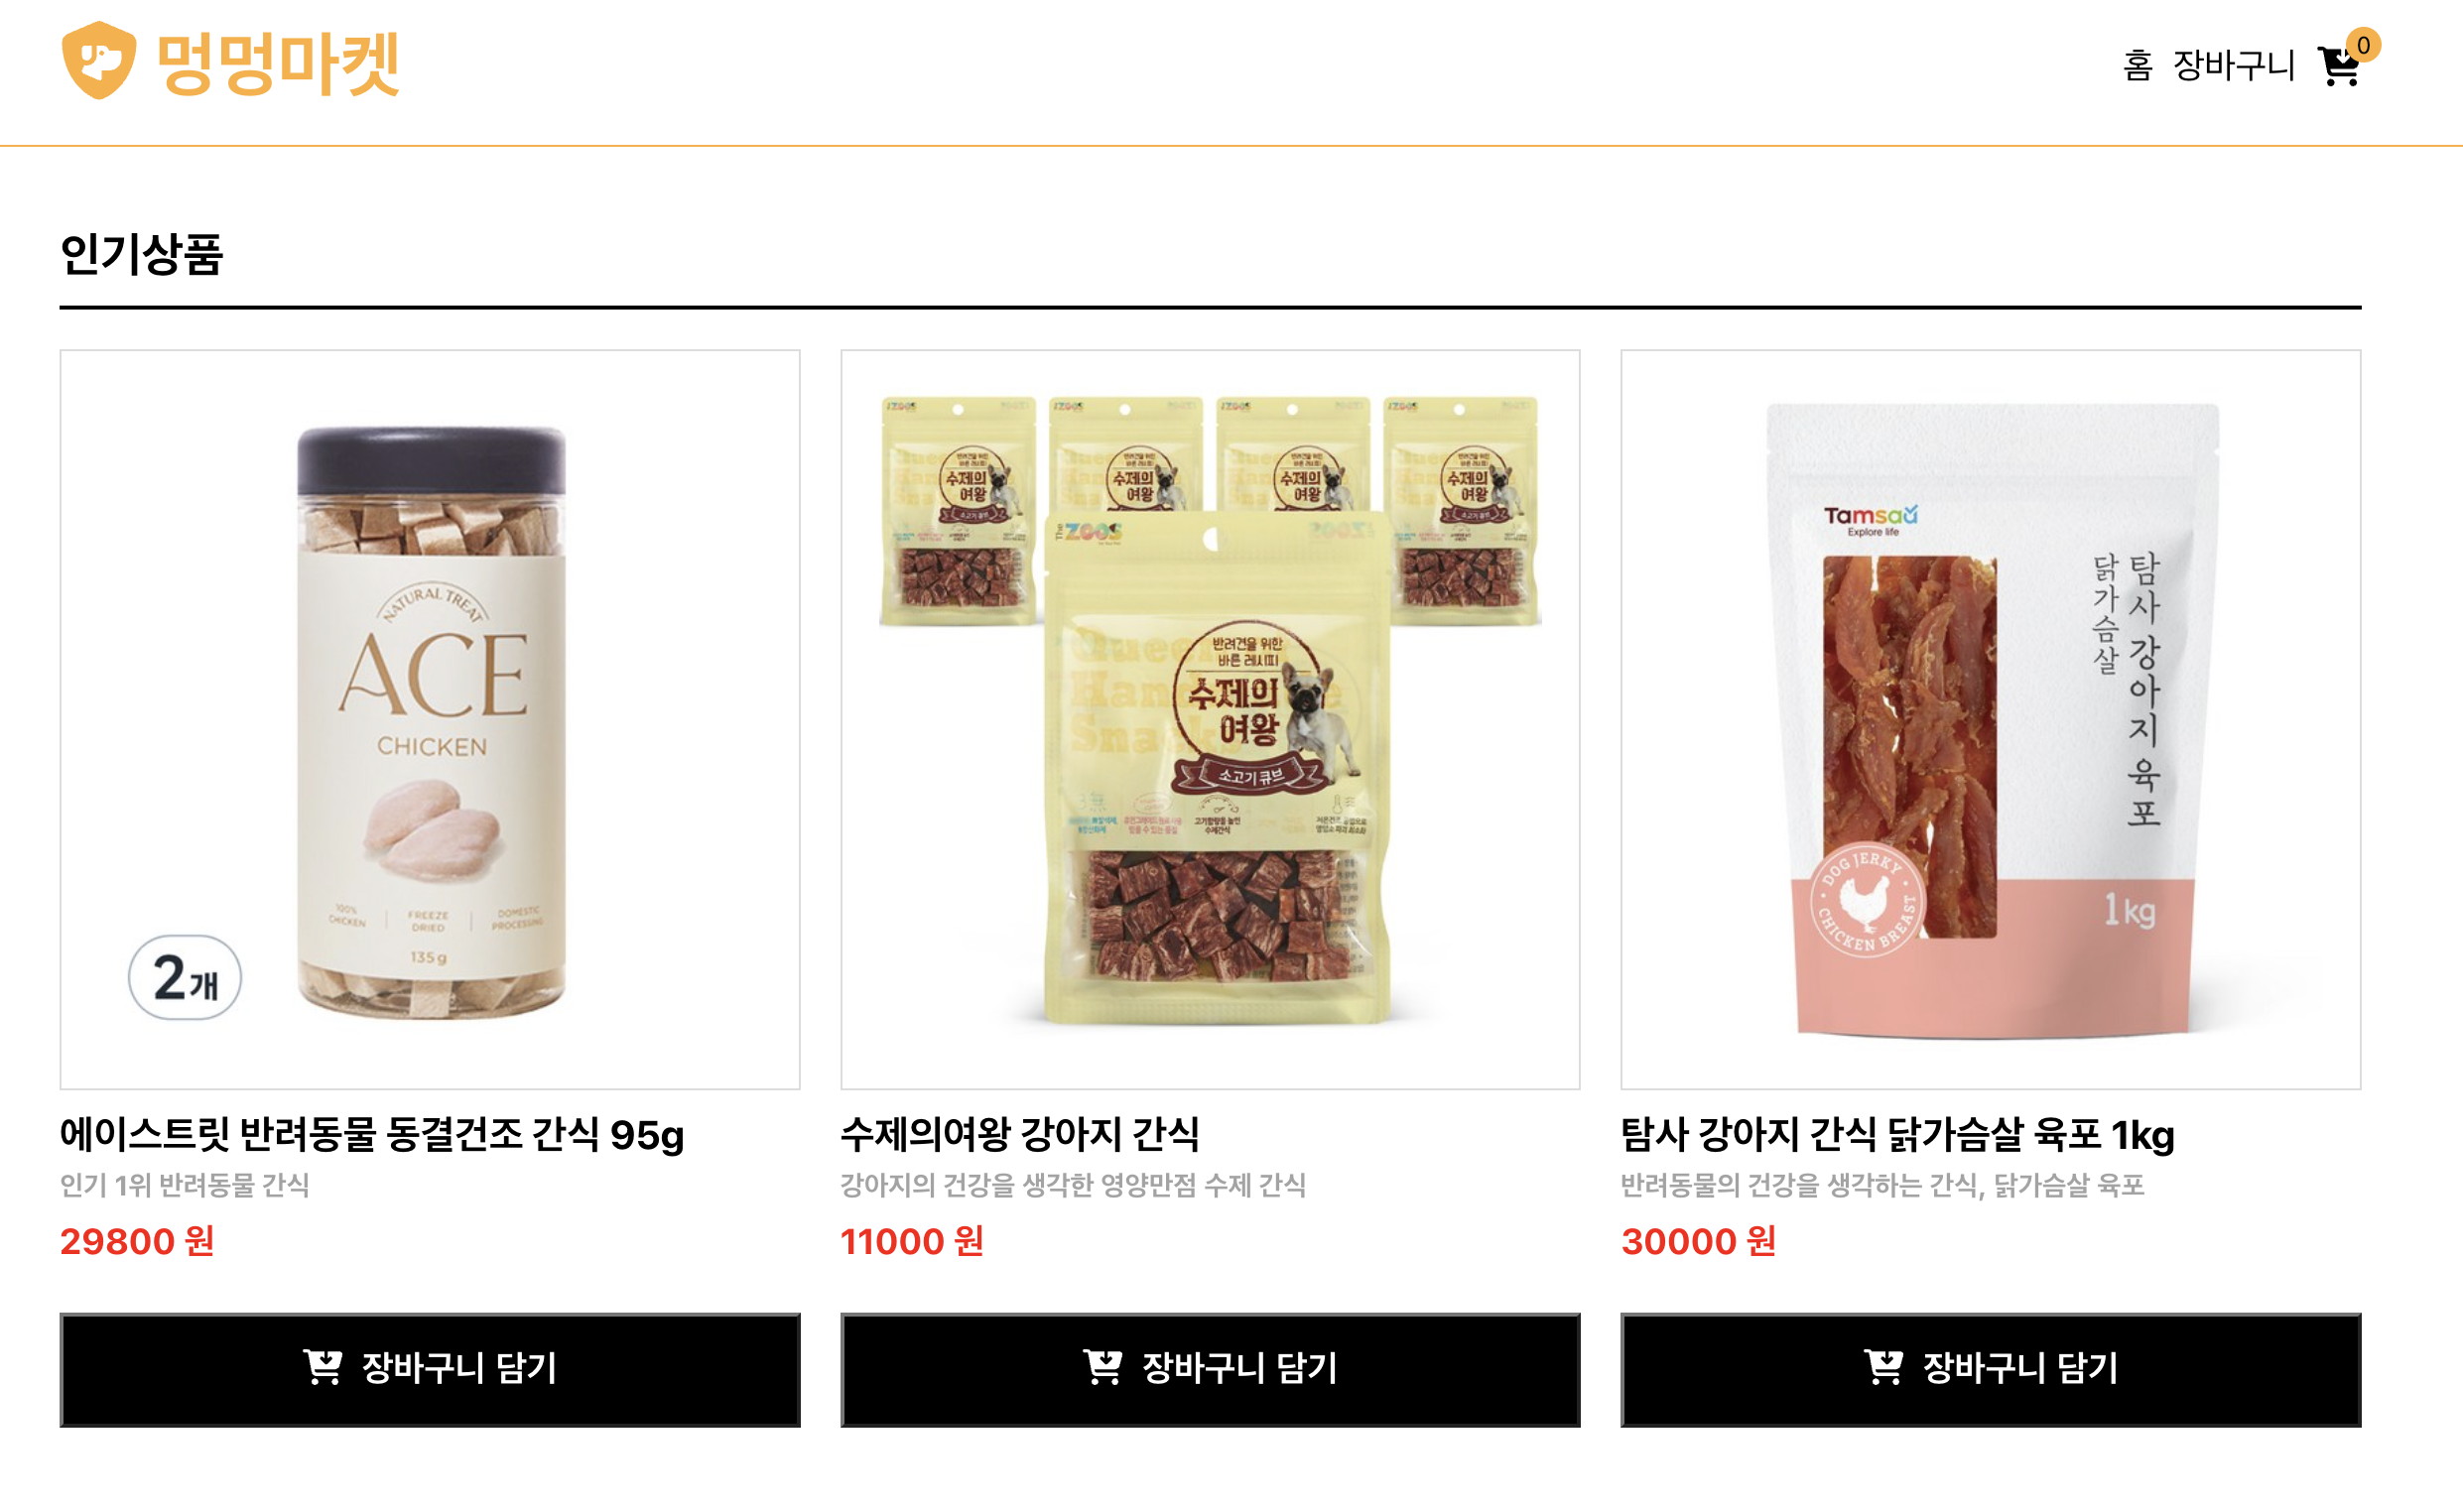 멍멍마켓
홈 장바구니 0
인기상품
NATURAL TREAT
ACE
CHICKEN
100% CHICKEN
FREEZE DRIED
DOMESTIC PROCESSING
135g
2개
The ZOOS
반려견을 위한
바른 레시피
수제의
여왕
소고기 큐브
Tamsaa
Explore life
탐사 강아지 육포
닭가슴살
DOG JERKY
CHICKEN BREAST
1kg
에이스트릿 반려동물 동결건조 간식 95g
인기 1위 반려동물 간식
29800 원
장바구니 담기
수제의여왕 강아지 간식
강아지의 건강을 생각한 영양만점 수제 간식
11000 원
장바구니 담기
탐사 강아지 간식 닭가슴살 육포 1kg
반려동물의 건강을 생각하는 간식, 닭가슴살 육포
30000 원
장바구니 담기